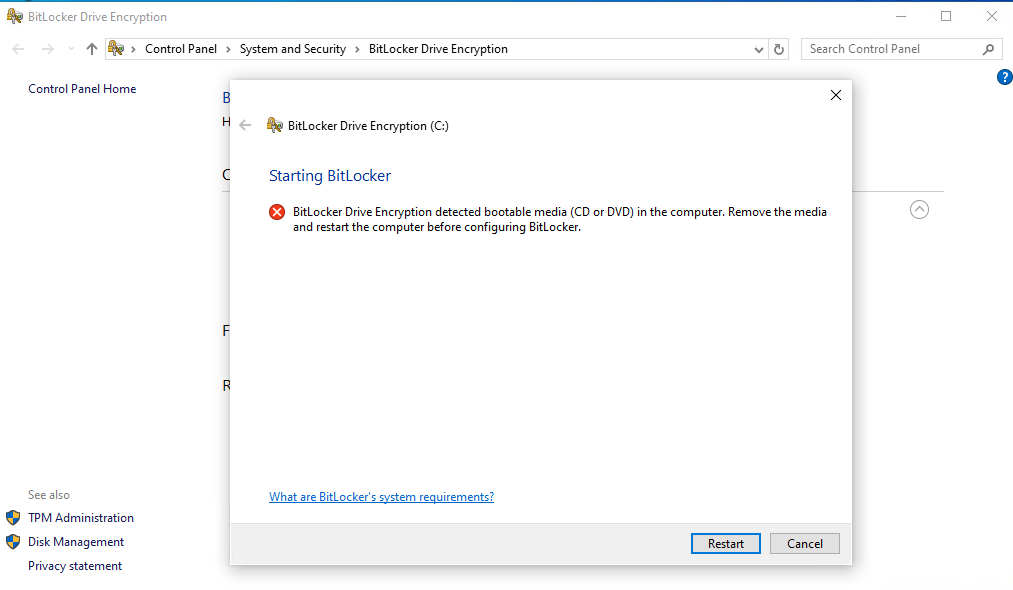 BitLocker Drive Encryption
Control Panel > System and Security > BitLocker Drive Encryption
Search Control Panel
?
Control Panel Home
B
H
C
BitLocker Drive Encryption (C:)
Starting BitLocker
BitLocker Drive Encryption detected bootable media (CD or DVD) in the computer. Remove the media
and restart the computer before configuring BitLocker.
F
R
What are BitLocker's system requirements?
See also
TPM Administration
Disk Management
Privacy statement
Restart
Cancel